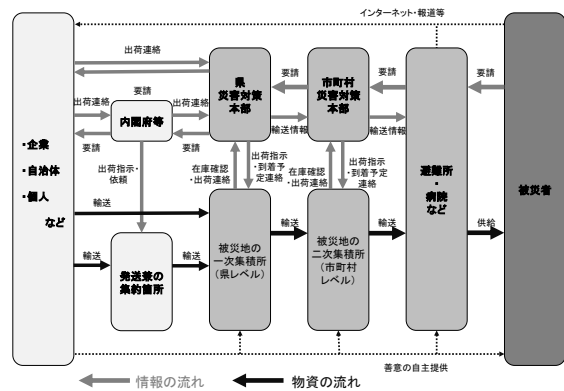 インターネット・報道等
出荷連絡
要請
出荷連絡
出荷連絡
要請
要請
・企業
・自治体
・個人
など
内閣府等
県
災害対策
本部
要請
輸送情報
市町村
災害対策
本部
要請
輸送情報
要請
出荷指示・
依頼
在庫確認
・出荷連絡
出荷指示
・到着予定
連絡
在庫確認
・出荷連絡
出荷指示
・到着予定
連絡
避難所
・
病院
など
被災者
輸送
輸送
発送兼の
集約箇所
輸送
被災地の
一次集積所
(県レベル)
輸送
被災地の
二次集積所
(市町村
レベル)
輸送
供給
善意の自主提供
情報の流れ
物資の流れ